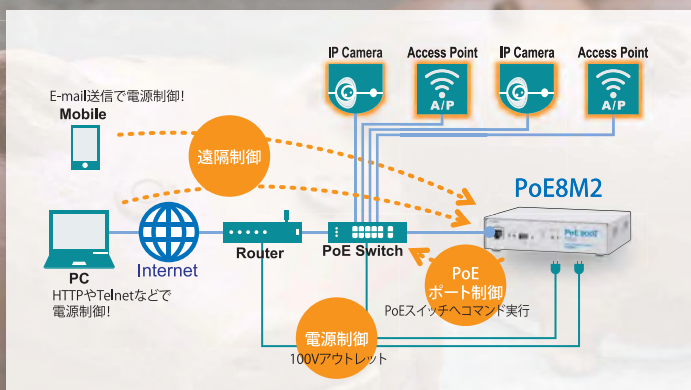 IP Camera
Access Point
IP Camera
Access Point
A/P
A/P
E-mail送信で電源制御!
Mobile
遠隔制御
PoE8M2
PC
Internet
Router
PoE Switch
HTTPやTelnetなどで
電源制御!
PoE
ポート制御
PoEスイッチへコマンド実行
電源制御
100Vアウトレット